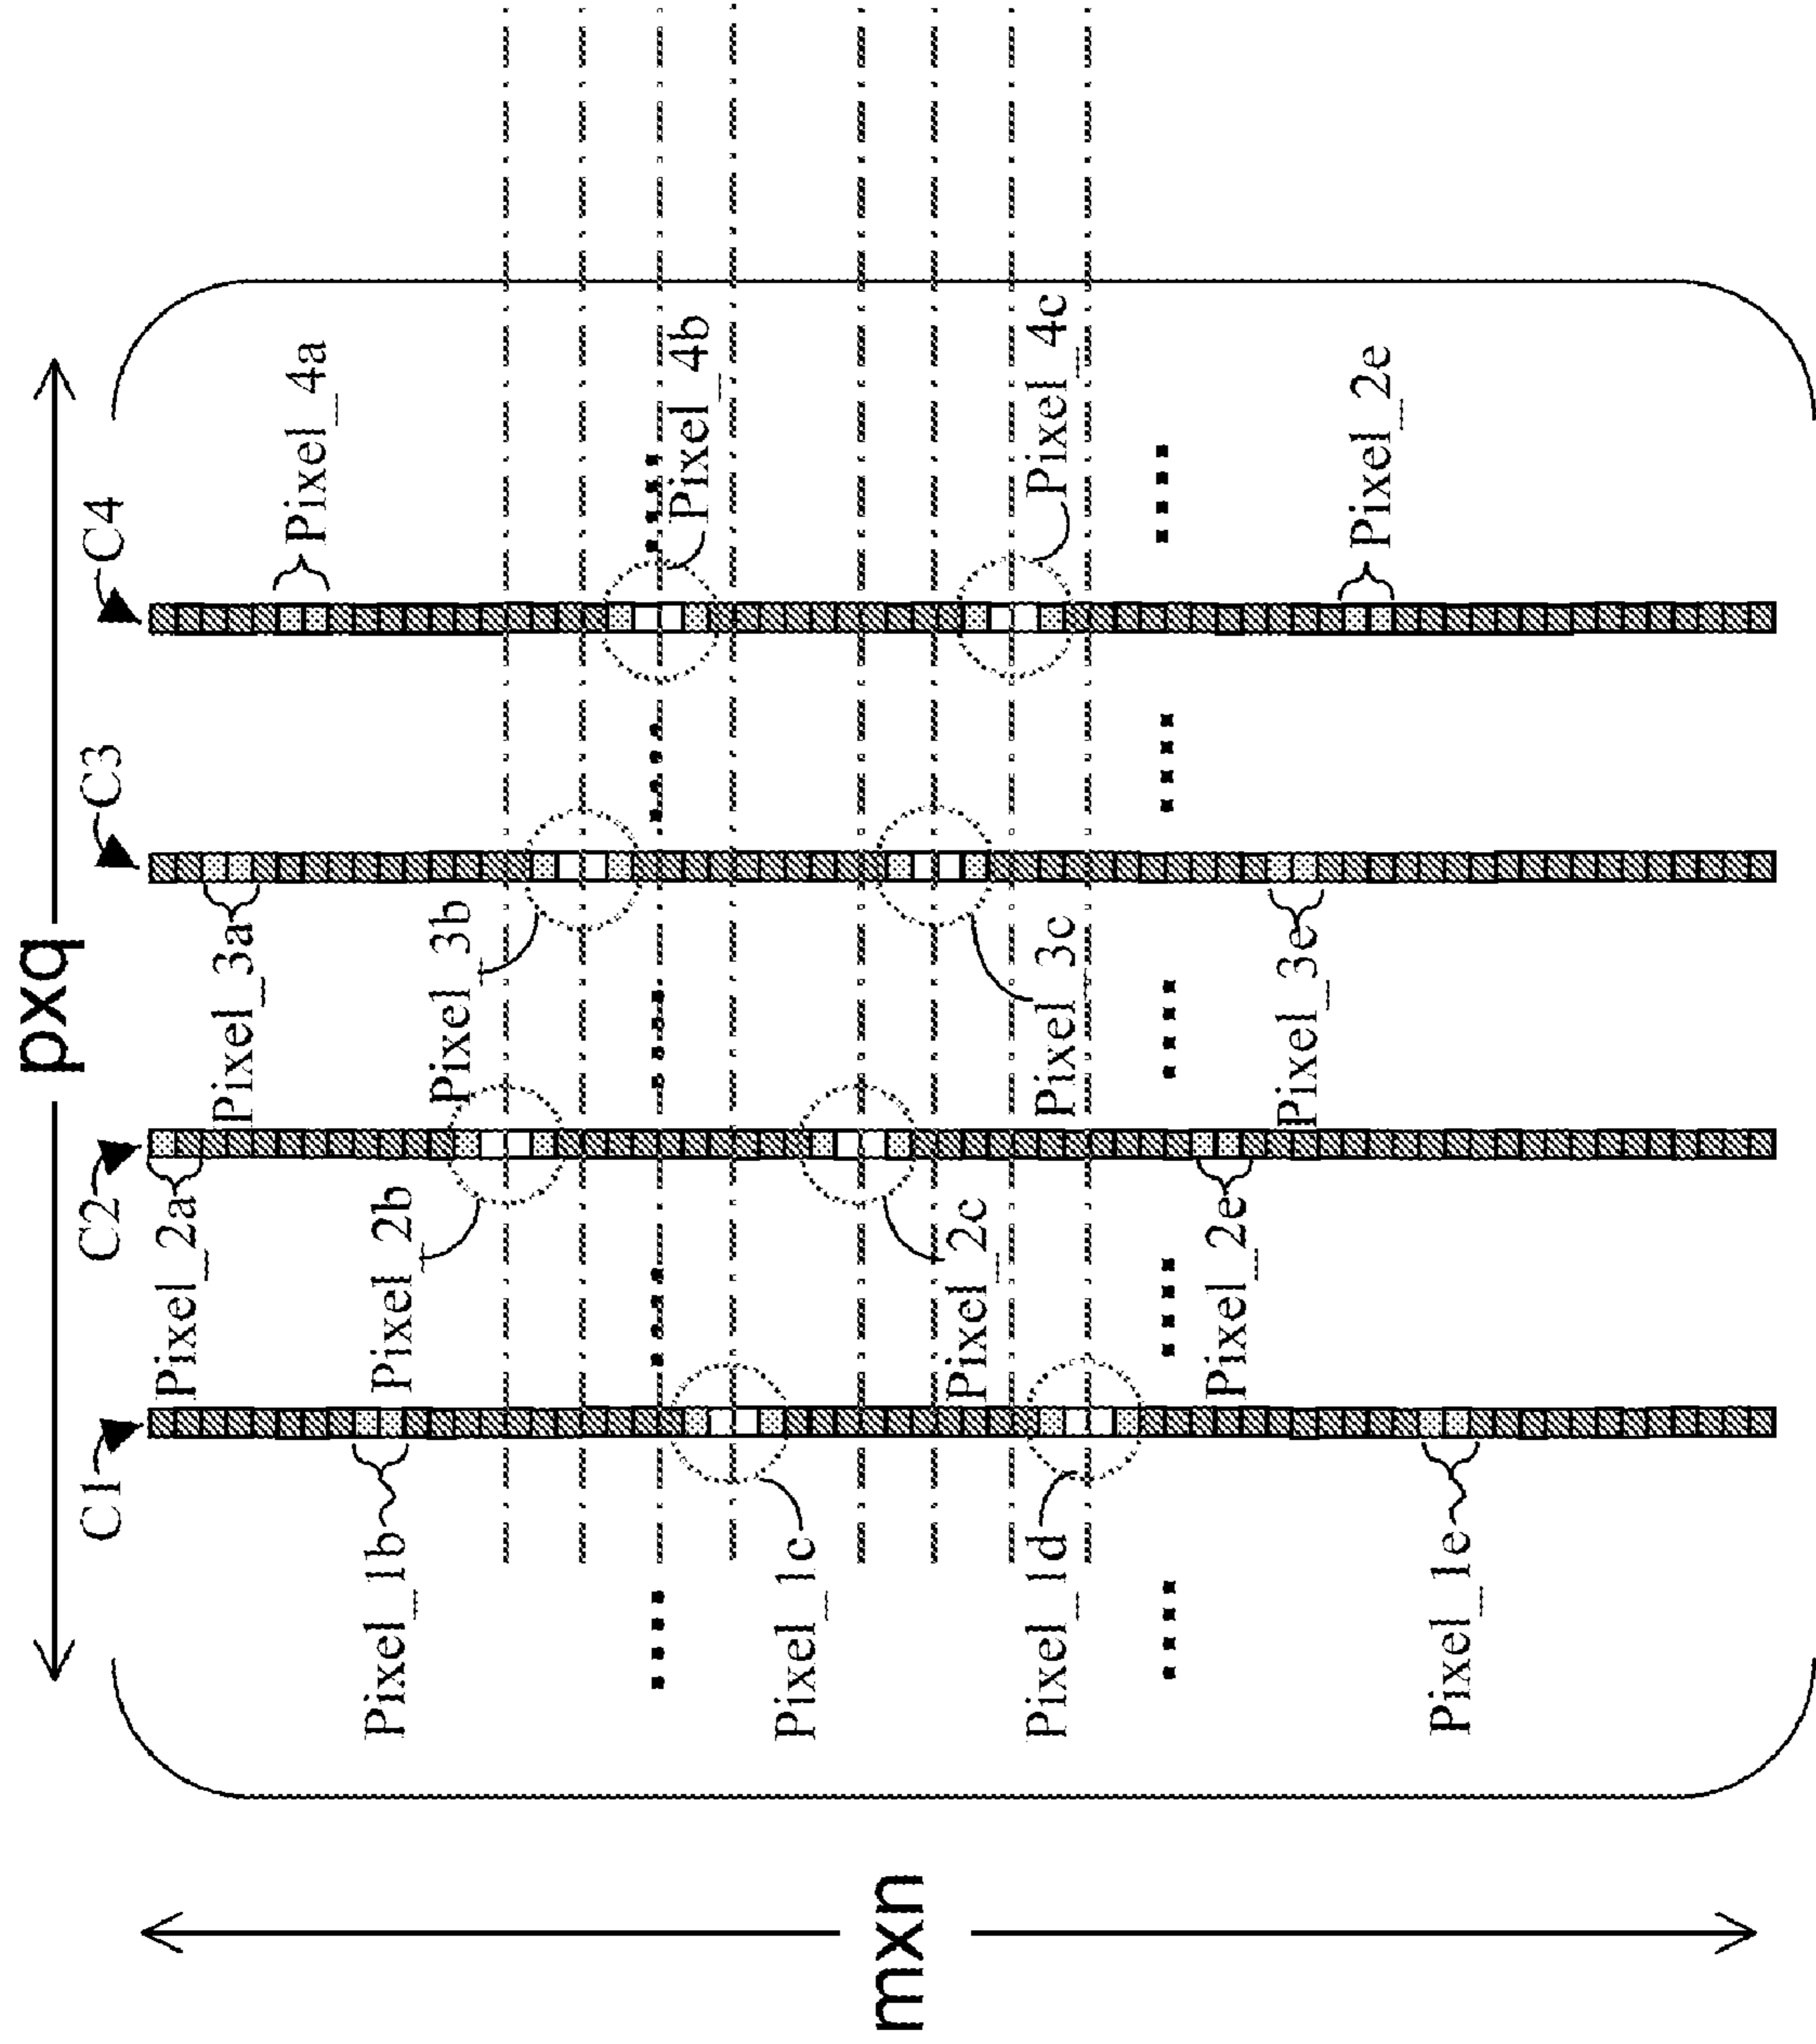 pxq
C1
C2
C3
C4
Pixel_2a
Pixel_3a
Pixel_4a
Pixel_1b
Pixel_2b
Pixel_3b
Pixel_4b
Pixel_1c
Pixel_2c
Pixel_3c
Pixel_4c
Pixel_1d
Pixel_2e
Pixel_3e
Pixel_2e
Pixel_1e
mxn